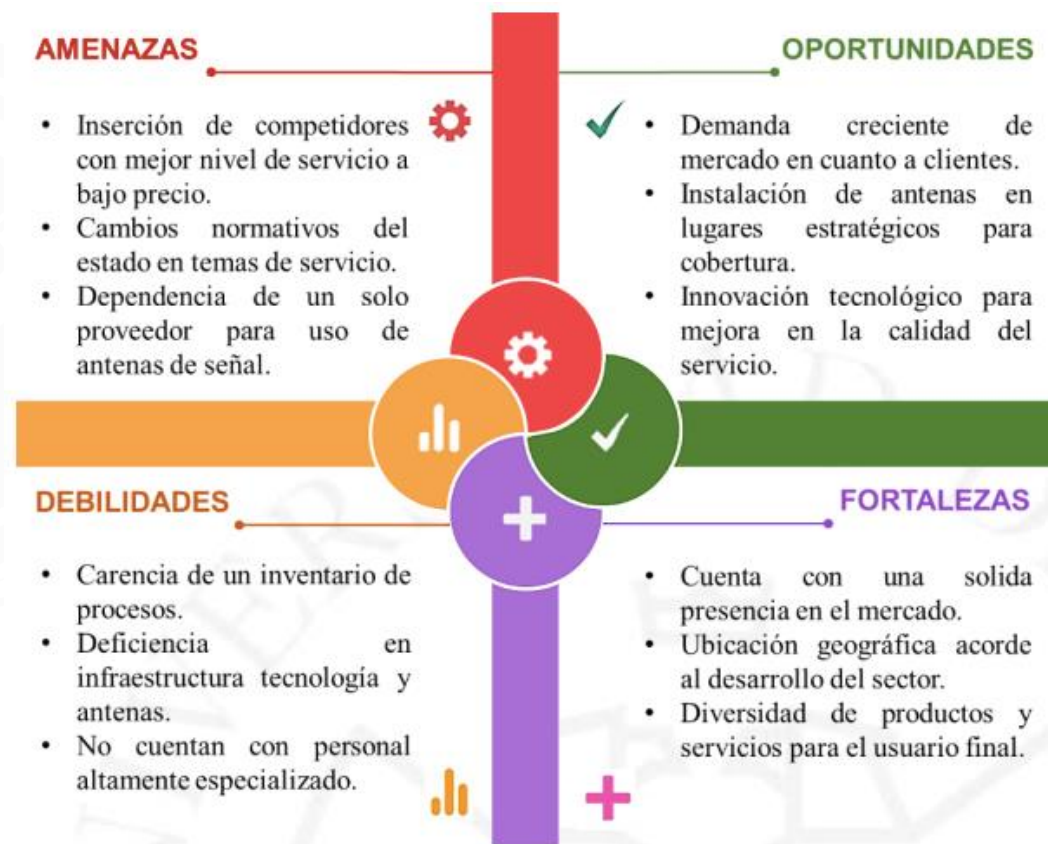 AMENAZAS
• Inserción de competidores
con mejor nivel de servicio a
bajo precio.
• Cambios normativos del
estado en temas de servicio.
• Dependencia de un solo
proveedor para uso de
antenas de señal.
OPORTUNIDADES
• Demanda creciente de
mercado en cuanto a clientes.
• Instalación de antenas en
lugares estratégicos para
cobertura.
• Innovación tecnológico para
mejora en la calidad del
servicio.
DEBILIDADES
• Carencia de un inventario de
procesos.
• Deficiencia en
infraestructura tecnología y
antenas.
• No cuentan con personal
altamente especializado.
FORTALEZAS
• Cuenta con una solida
presencia en el mercado.
• Ubicación geográfica acorde
al desarrollo del sector.
• Diversidad de productos y
servicios para el usuario final.